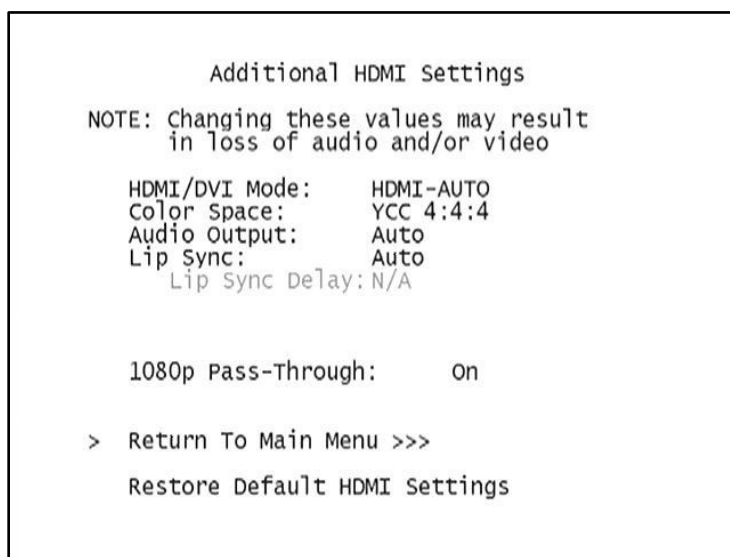 Additional HDMI Settings
NOTE: Changing these values may result
in loss of audio and/or video
HDMI/DVI Mode: HDMI-AUTO
Color Space: YCC 4:4:4
Audio Output: Auto
Lip Sync: Auto
Lip Sync Delay: N/A
1080p Pass-Through: On
> Return To Main Menu >>>
Restore Default HDMI Settings